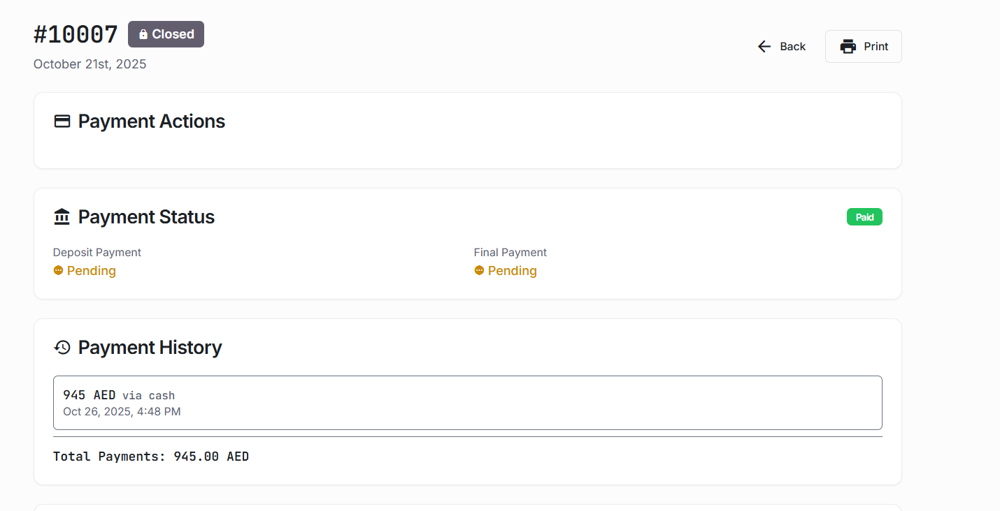 #10007 Closed
October 21st, 2025
Back
Print
Payment Actions
Payment Status
Paid
Deposit Payment
Pending
Final Payment
Pending
Payment History
945 AED via cash
Oct 26, 2025, 4:48 PM
Total Payments: 945.00 AED